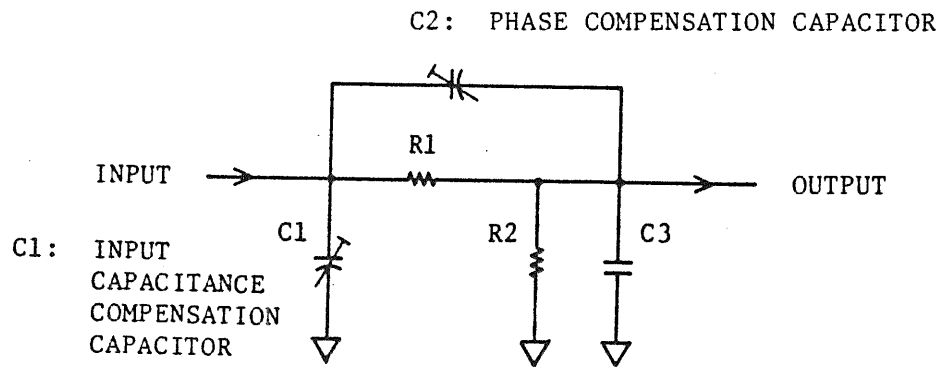 C2: PHASE COMPENSATION CAPACITOR
R1
INPUT
OUTPUT
C1
R2
C3
C1: INPUT
CAPACITANCE
COMPENSATION
CAPACITOR